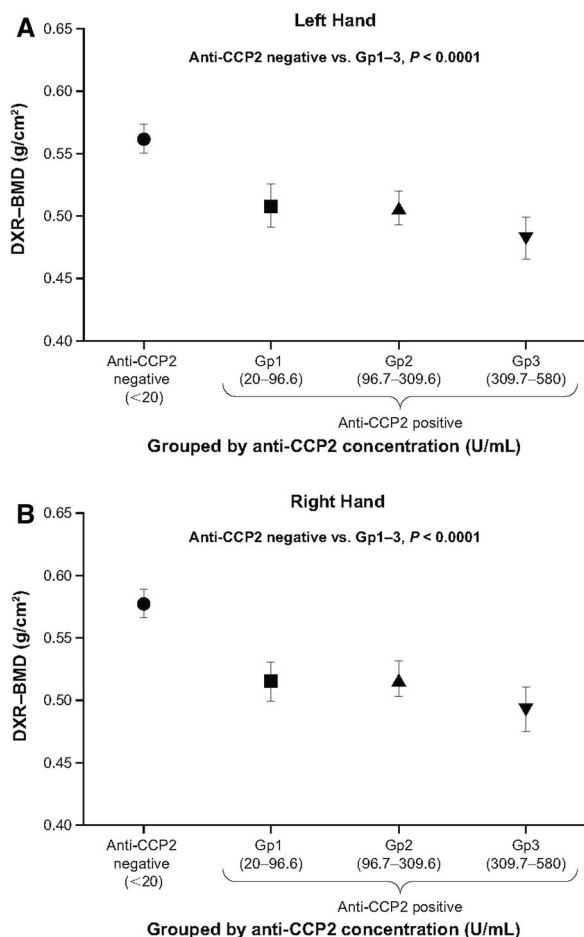 A
Left Hand
Anti-CCP2 negative vs. Gp1–3, P < 0.0001
DXR–BMD (g/cm²)
0.65
0.60
0.55
0.50
0.45
0.40
Anti-CCP2 negative (<20)
Gp1 (20–96.6)
Gp2 (96.7–309.6)
Gp3 (309.7–580)
Anti-CCP2 positive
Grouped by anti-CCP2 concentration (U/mL)
B
Right Hand
Anti-CCP2 negative vs. Gp1–3, P < 0.0001
DXR–BMD (g/cm²)
0.65
0.60
0.55
0.50
0.45
0.40
Anti-CCP2 negative (<20)
Gp1 (20–96.6)
Gp2 (96.7–309.6)
Gp3 (309.7–580)
Anti-CCP2 positive
Grouped by anti-CCP2 concentration (U/mL)